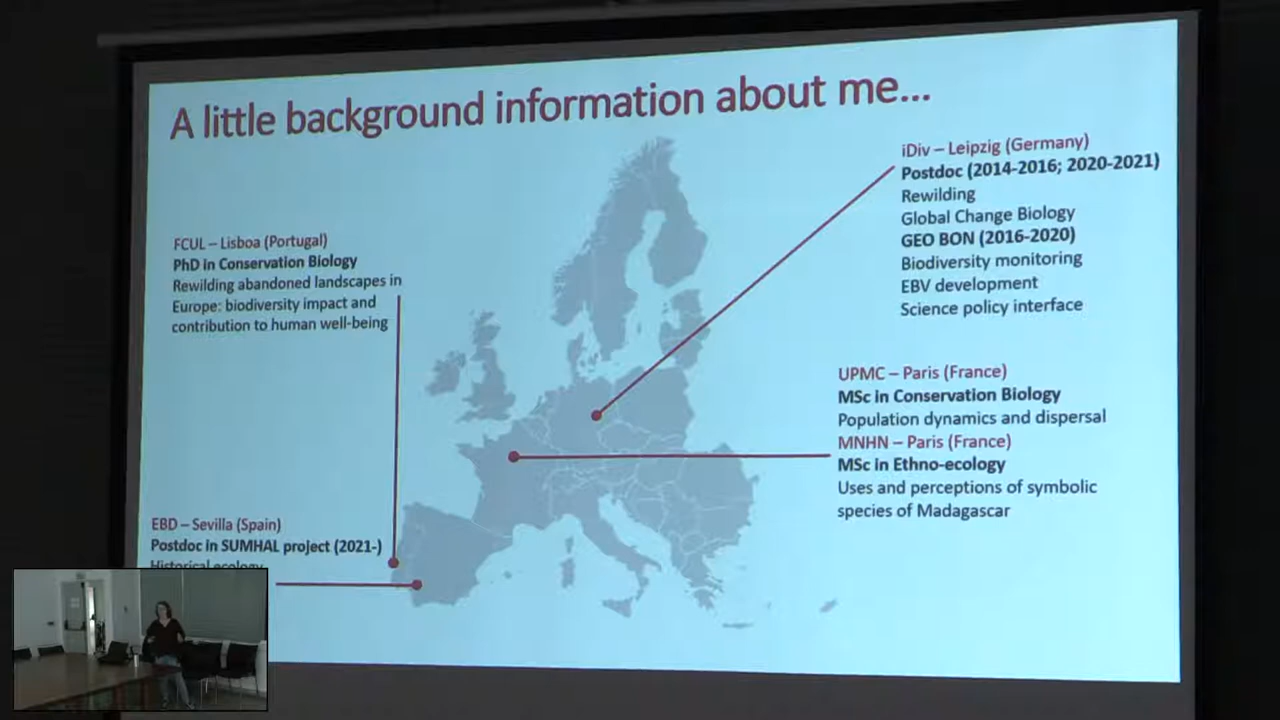 A little background information about me...
FCUL – Lisboa (Portugal)
PhD in Conservation Biology
Rewilding abandoned landscapes in
Europe: biodiversity impact and
contribution to human well-being
EBD – Sevilla (Spain)
Postdoc in SUMHAL project (2021-)
Historical ecology
iDiv – Leipzig (Germany)
Postdoc (2014-2016; 2020-2021)
Rewilding
Global Change Biology
GEO BON (2016-2020)
Biodiversity monitoring
EBV development
Science policy interface
UPMC – Paris (France)
MSc in Conservation Biology
Population dynamics and dispersal
MNHN – Paris (France)
MSc in Ethno-ecology
Uses and perceptions of symbolic
species of Madagascar